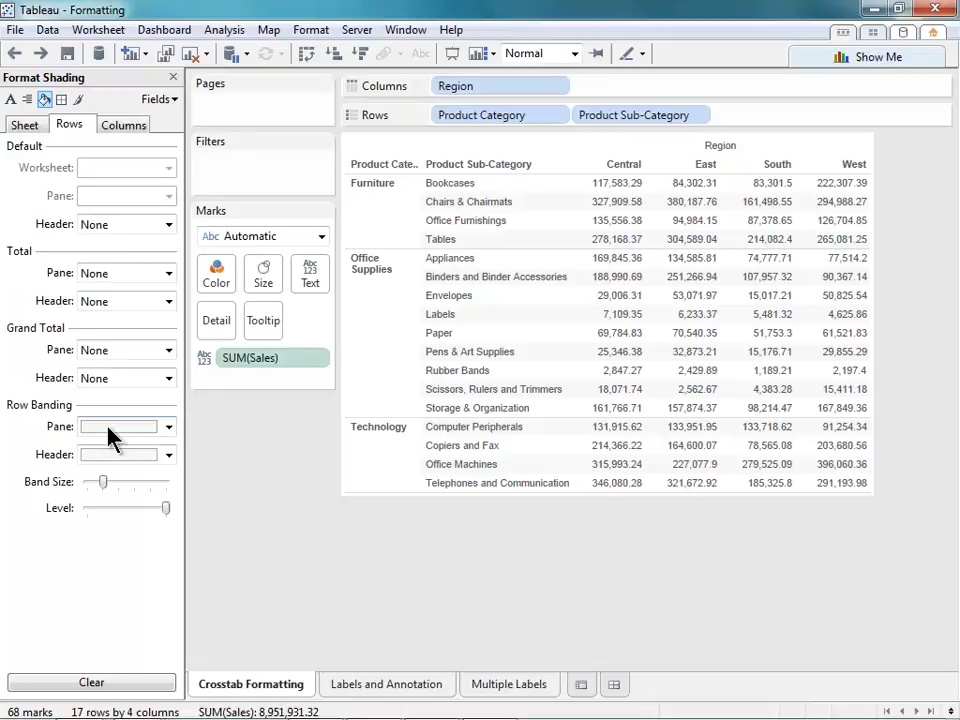 Tableau - Formatting
File Data Worksheet Dashboard Analysis Map Format Server Window Help
Abc Normal Show Me
Format Shading
A Fields
Sheet Rows Columns
Default
Worksheet:
Pane:
Header: None
Total
Pane: None
Header: None
Grand Total
Pane: None
Header: None
Row Banding
Pane:
Header:
Band Size:
Level:
Clear
Pages
Filters
Marks
Abc Automatic
Abc
123
Color Size Text
Detail Tooltip
Abc
123
SUM(Sales)
Columns Region
Rows Product Category Product Sub-Category
Region
Product Cate.. Product Sub-Category Central East South West
Furniture Bookcases 117,583.29 84,302.31 83,301.5 222,307.39
Chairs & Chairmats 327,909.58 380,187.76 161,498.55 294,988.27
Office Furnishings 135,556.38 94,984.15 87,378.65 126,704.85
Tables 278,168.37 304,589.04 214,082.4 265,081.25
Office Supplies Appliances 169,845.36 134,585.81 74,777.71 77,514.2
Binders and Binder Accessories 188,990.69 251,266.94 107,957.32 90,367.14
Envelopes 29,006.31 53,071.97 15,017.21 50,825.54
Labels 7,109.35 6,233.37 5,481.32 4,625.86
Paper 69,784.83 70,540.35 51,753.3 61,521.83
Pens & Art Supplies 25,346.38 32,873.21 15,176.71 29,855.29
Rubber Bands 2,847.27 2,429.89 1,189.21 2,197.4
Scissors, Rulers and Trimmers 18,071.74 2,562.67 4,383.28 15,411.18
Storage & Organization 161,766.71 157,874.37 98,214.47 167,849.36
Technology Computer Peripherals 131,915.62 133,951.95 133,718.62 91,254.34
Copiers and Fax 214,366.22 164,600.07 78,565.08 203,680.56
Office Machines 315,993.24 227,077.9 279,525.09 396,060.36
Telephones and Communication 346,080.28 321,672.92 185,325.8 291,193.98
Crosstab Formatting Labels and Annotation Multiple Labels
68 marks 17 rows by 4 columns SUM(Sales): 8,951,931.32